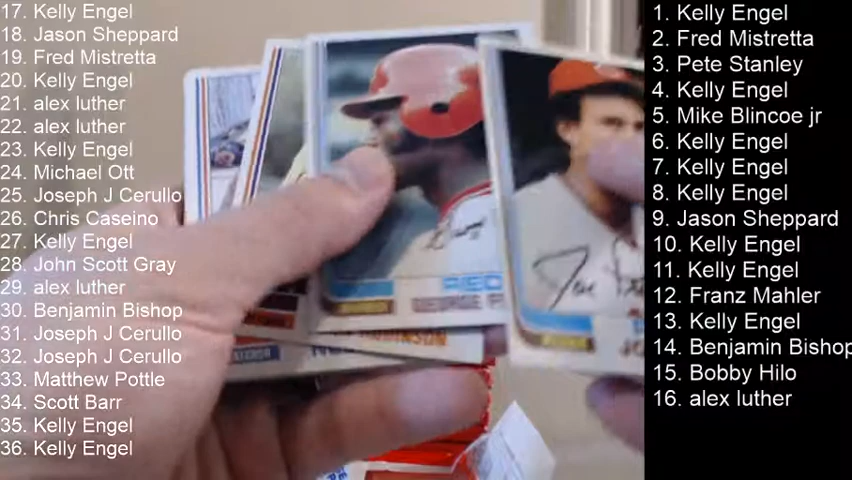 17. Kelly Engel
18. Jason Sheppard
19. Fred Mistretta
20. Kelly Engel
21. alex luther
22. alex luther
23. Kelly Engel
24. Michael Ott
25. Joseph J Cerullo
26. Chris Caseino
27. Kelly Engel
28. John Scott Gray
29. alex luther
30. Benjamin Bishop
31. Joseph J Cerullo
32. Joseph J Cerullo
33. Matthew Pottle
34. Scott Barr
35. Kelly Engel
36. Kelly Engel
GEORGE
Joe
1. Kelly Engel
2. Fred Mistretta
3. Pete Stanley
4. Kelly Engel
5. Mike Blincoe jr
6. Kelly Engel
7. Kelly Engel
8. Kelly Engel
9. Jason Sheppard
10. Kelly Engel
11. Kelly Engel
12. Franz Mahler
13. Kelly Engel
14. Benjamin Bishop
15. Bobby Hilo
16. alex luther